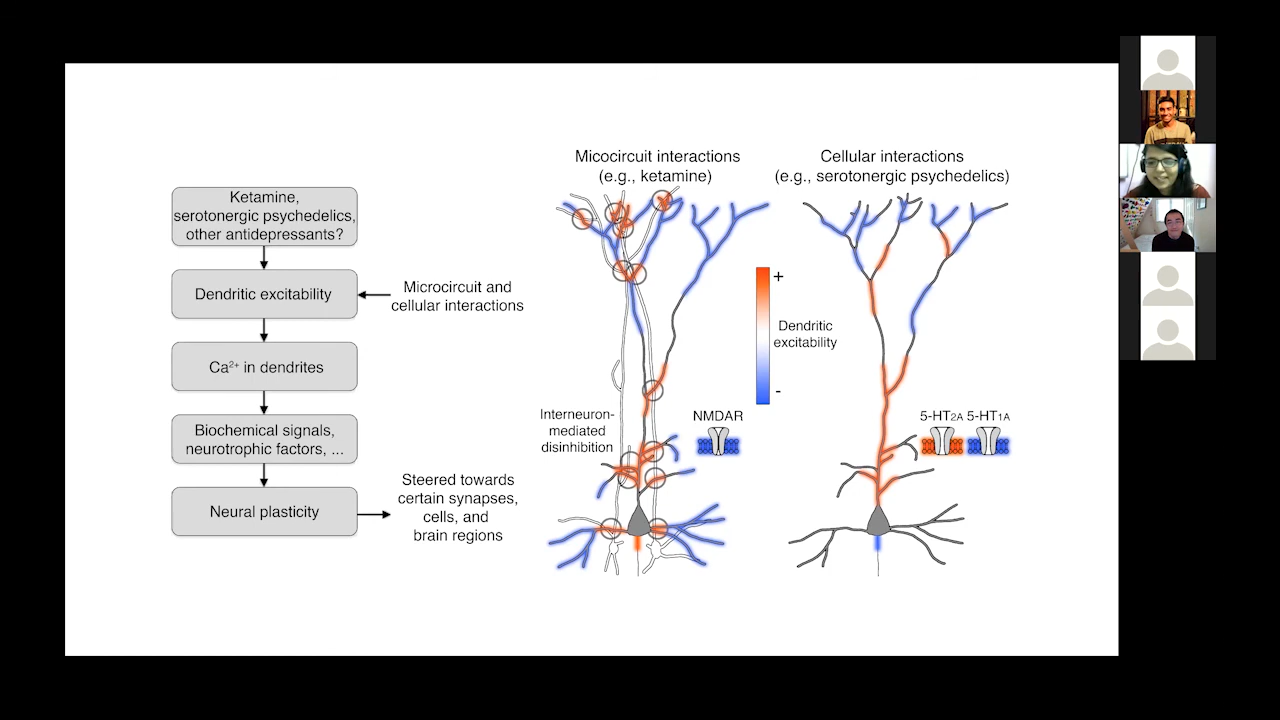 Ketamine,
serotonergic psychedelics,
other antidepressants?
Dendritic excitability
Microcircuit and
cellular interactions
Ca²⁺ in dendrites
Biochemical signals,
neurotrophic factors, ...
Neural plasticity
Steered towards
certain synapses,
cells, and
brain regions
Micocircuit interactions
(e.g., ketamine)
Interneuron-
mediated
disinhibition
NMDAR
+
Dendritic
excitability
-
Cellular interactions
(e.g., serotonergic psychedelics)
5-HT2A 5-HT1A